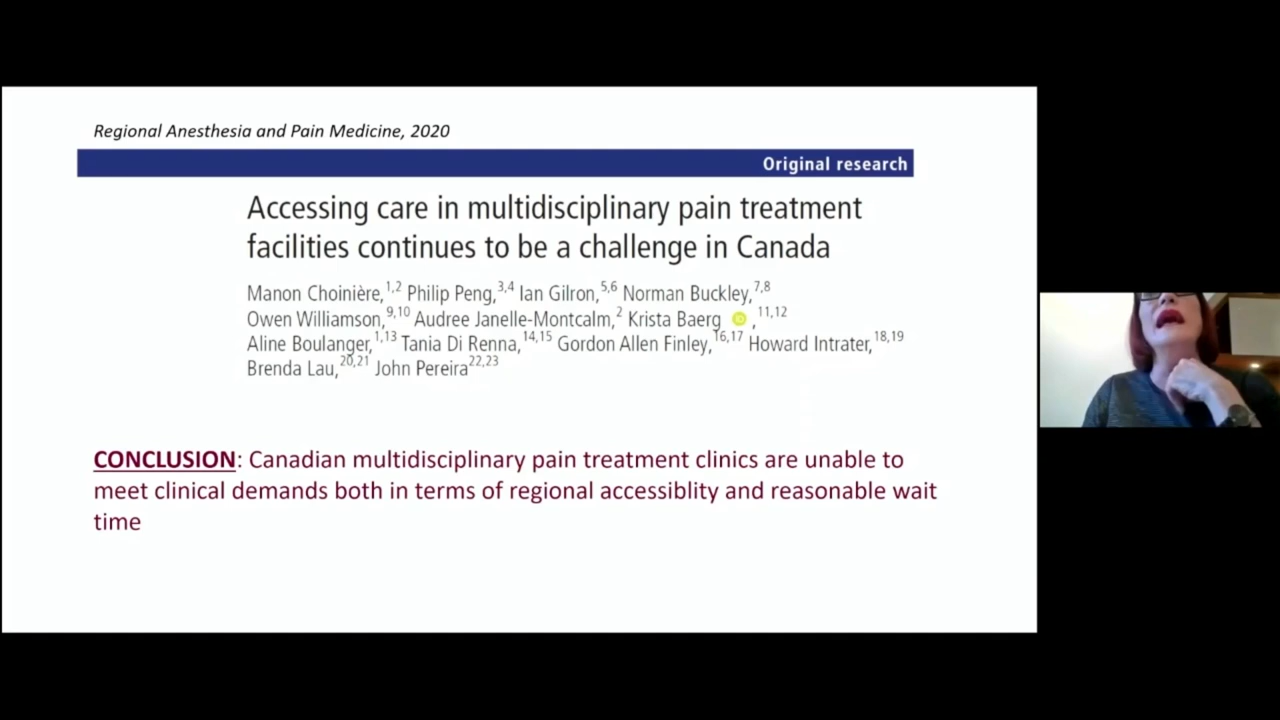 Regional Anesthesia and Pain Medicine, 2020
Original research
Accessing care in multidisciplinary pain treatment
facilities continues to be a challenge in Canada
Manon Choinière,1,2 Philip Peng,3,4 Ian Gilron,5,6 Norman Buckley,7,8
Owen Williamson,9,10 Audree Janelle-Montcalm,2 Krista Baerg iD ,11,12
Aline Boulanger,1,13 Tania Di Renna,14,15 Gordon Allen Finley,16,17 Howard Intrater,18,19
Brenda Lau,20,21 John Pereira22,23
CONCLUSION: Canadian multidisciplinary pain treatment clinics are unable to
meet clinical demands both in terms of regional accessiblity and reasonable wait
time